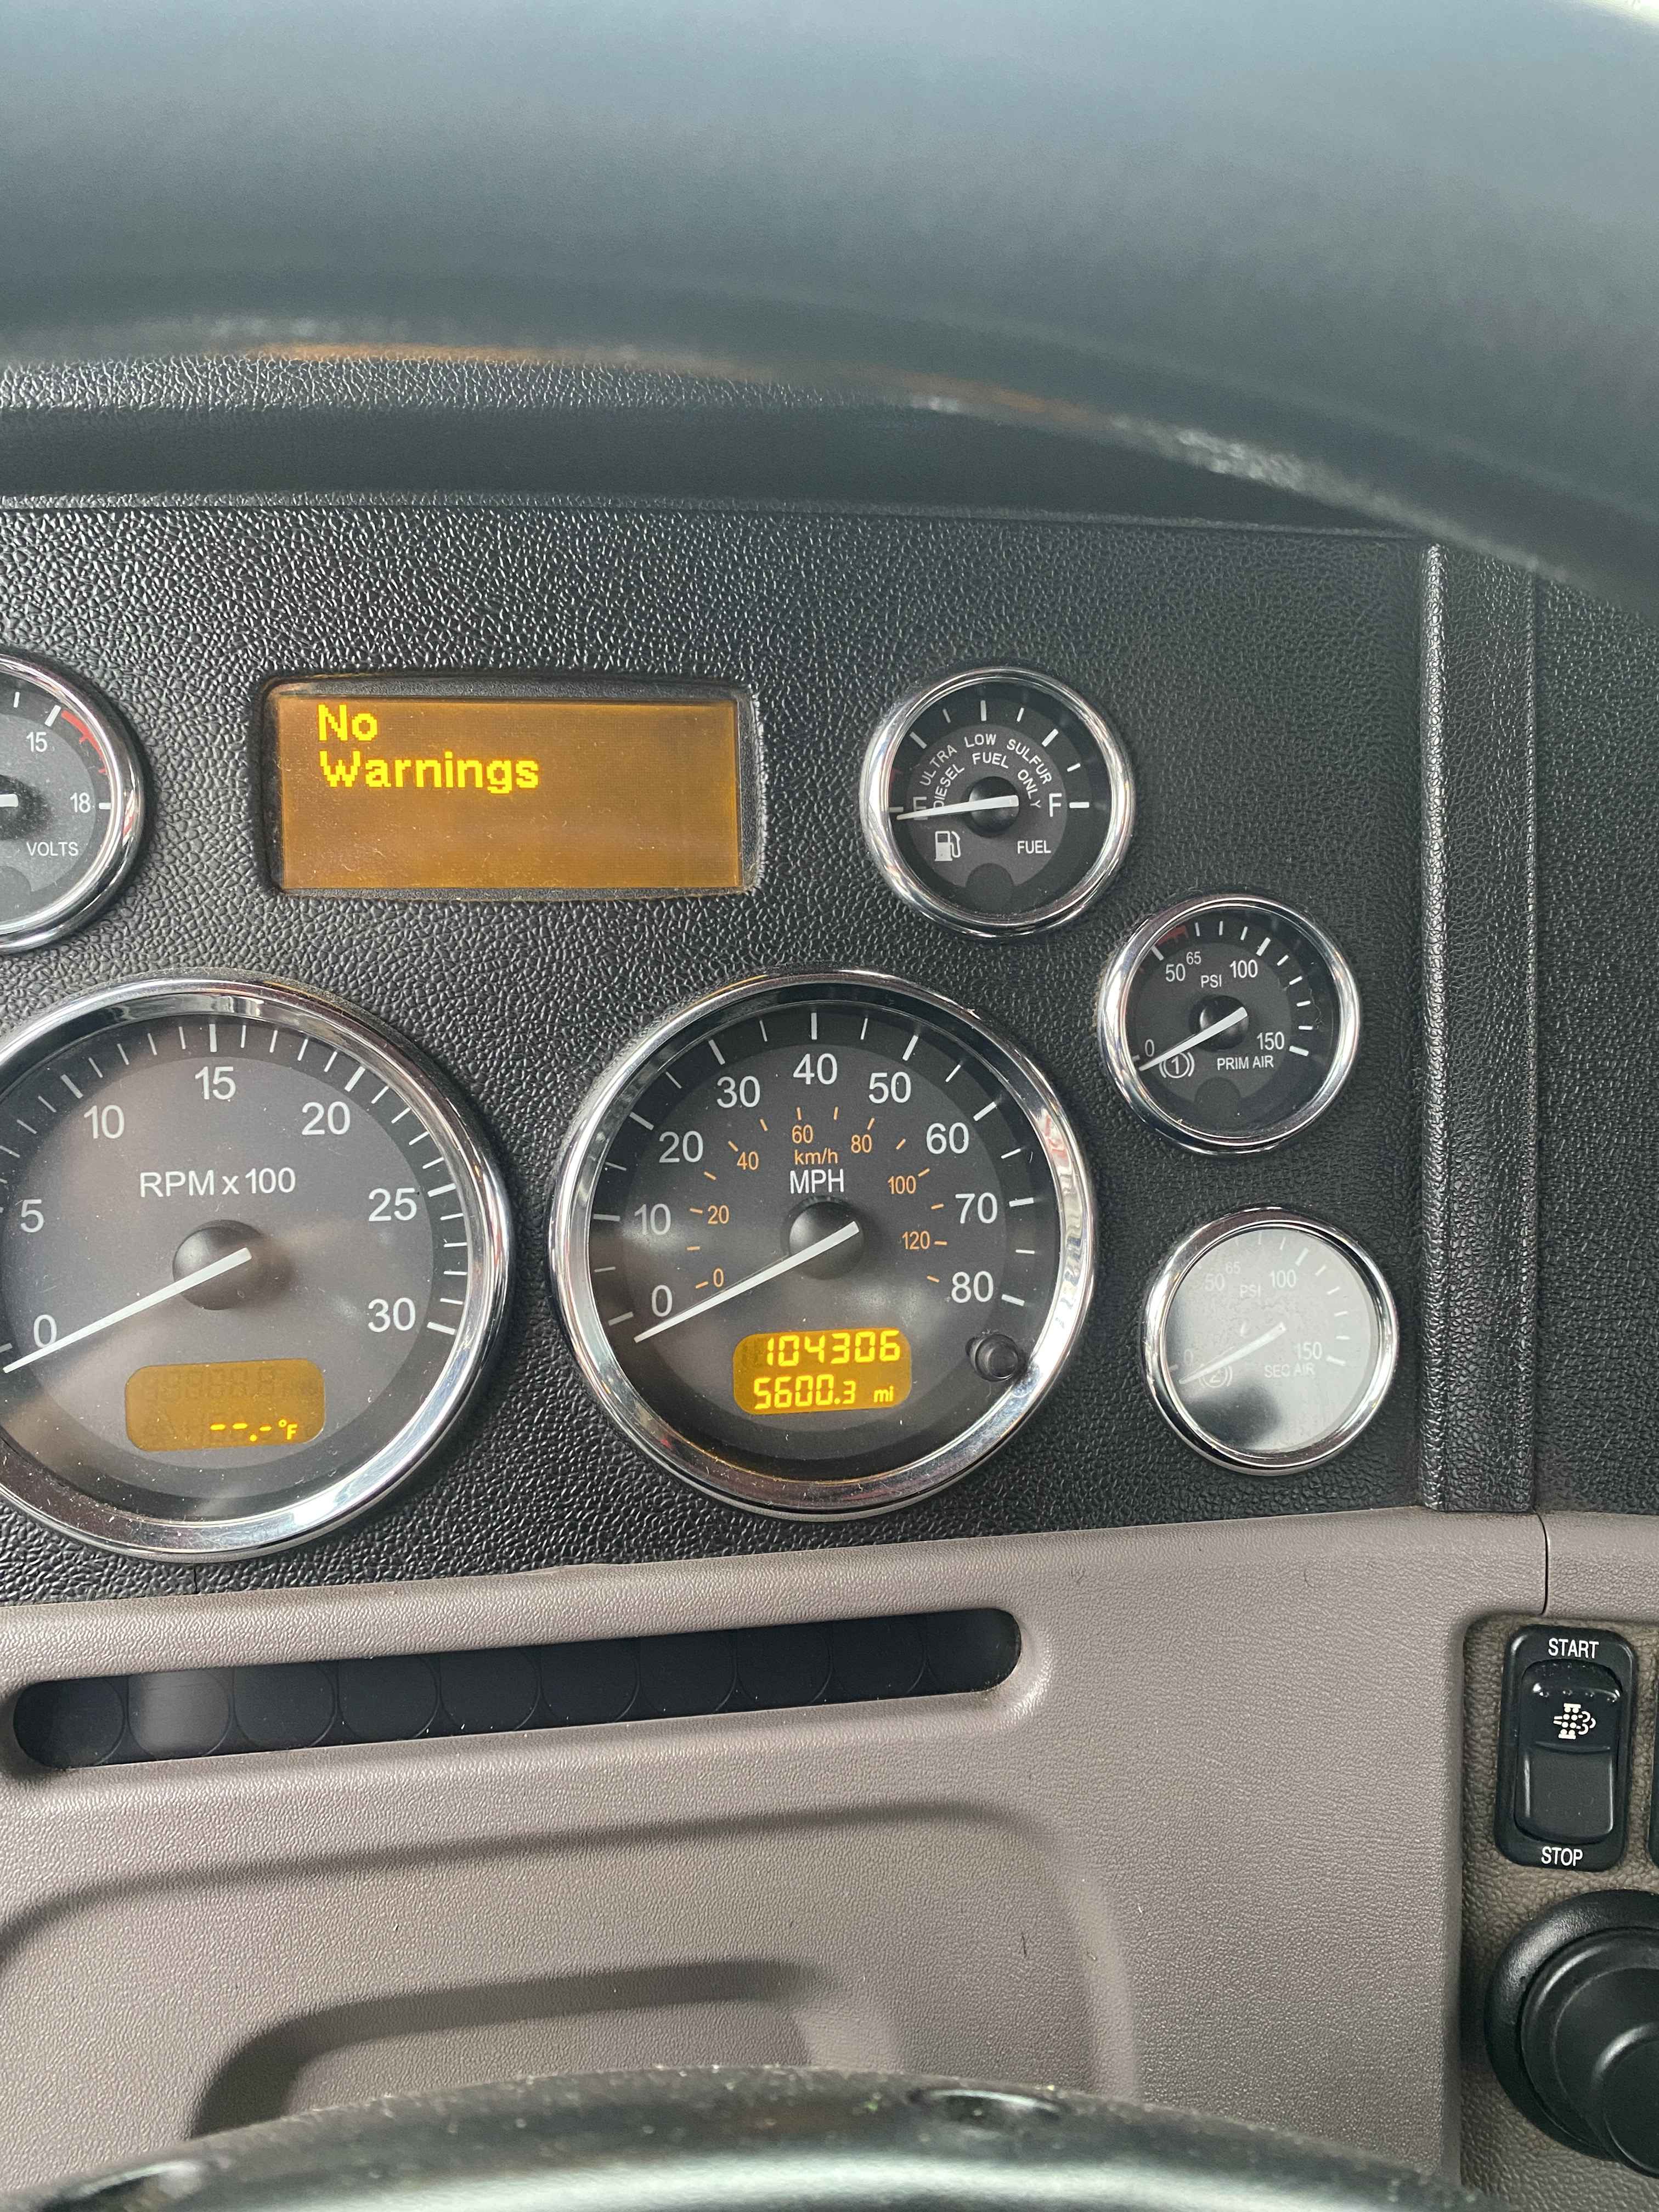 No
Warnings
15
18
VOLTS
ULTRA LOW SULFUR
DIESEL FUEL ONLY
E
F
FUEL
0
50
65
100
150
PSI
1
PRIM AIR
0
5
10
15
20
25
30
RPM x 100
--.- °F
0
10
20
30
40
50
60
70
80
0
20
40
60
80
100
120
km/h
MPH
104306
5600.3 mi
0
50
65
100
150
PSI
2
SEC AIR
START
STOP